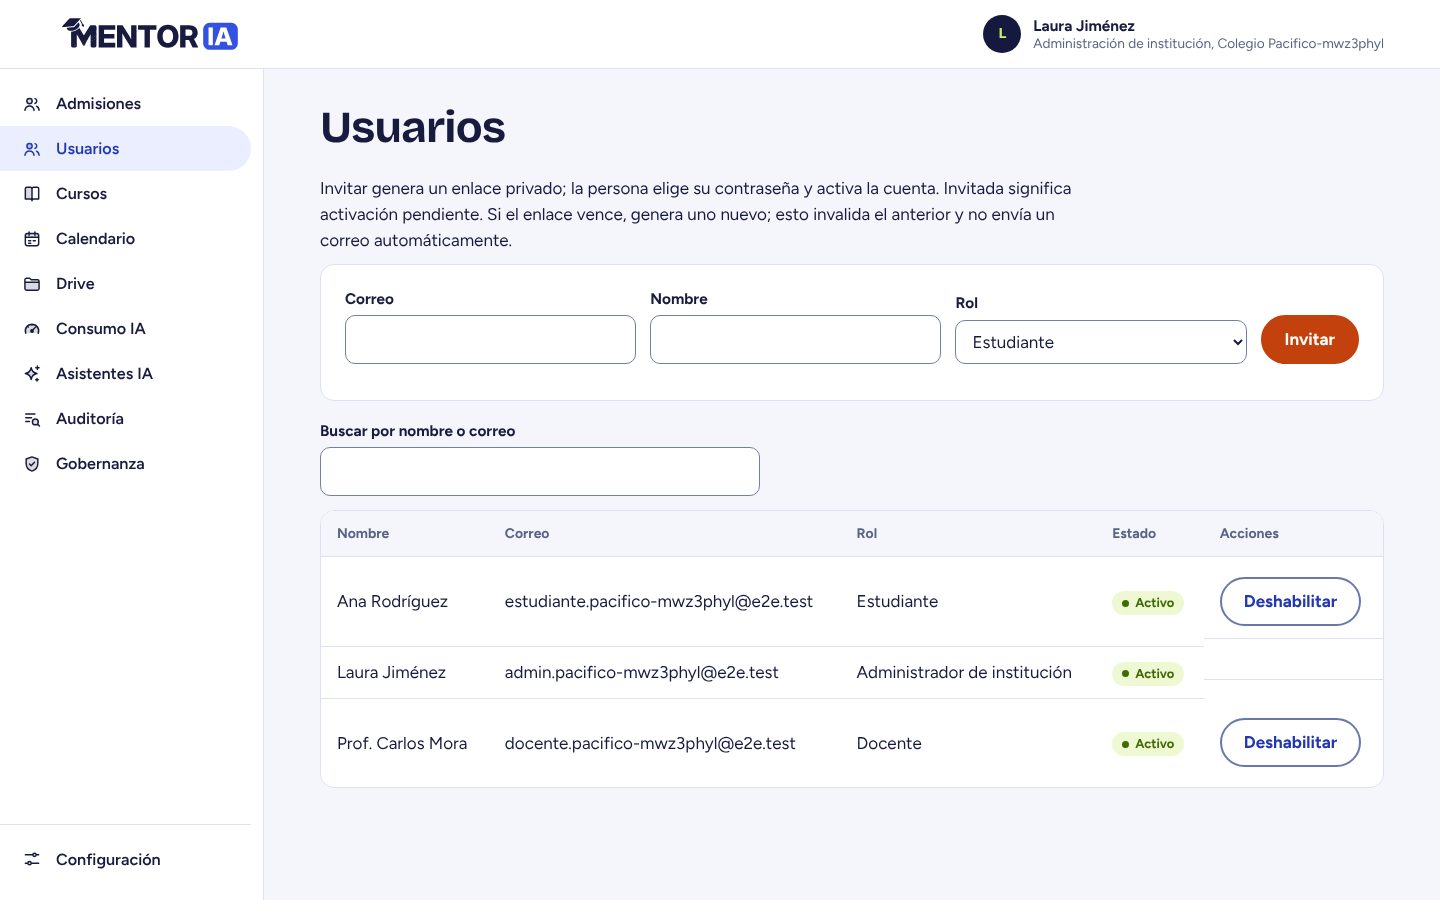 MENTOR IA
L
Laura Jiménez
Administración de institución, Colegio Pacifico-mwz3phyl
Admisiones
Usuarios
Cursos
Calendario
Drive
Consumo IA
Asistentes IA
Auditoría
Gobernanza
Configuración
Usuarios
Invitar genera un enlace privado; la persona elige su contraseña y activa la cuenta. Invitada significa
activación pendiente. Si el enlace vence, genera uno nuevo; esto invalida el anterior y no envía un
correo automáticamente.
Correo Nombre Rol
Estudiante Invitar
Buscar por nombre o correo
Nombre Correo Rol Estado Acciones
Ana Rodríguez estudiante.pacifico-mwz3phyl@e2e.test Estudiante Activo Deshabilitar
Laura Jiménez admin.pacifico-mwz3phyl@e2e.test Administrador de institución Activo
Prof. Carlos Mora docente.pacifico-mwz3phyl@e2e.test Docente Activo Deshabilitar